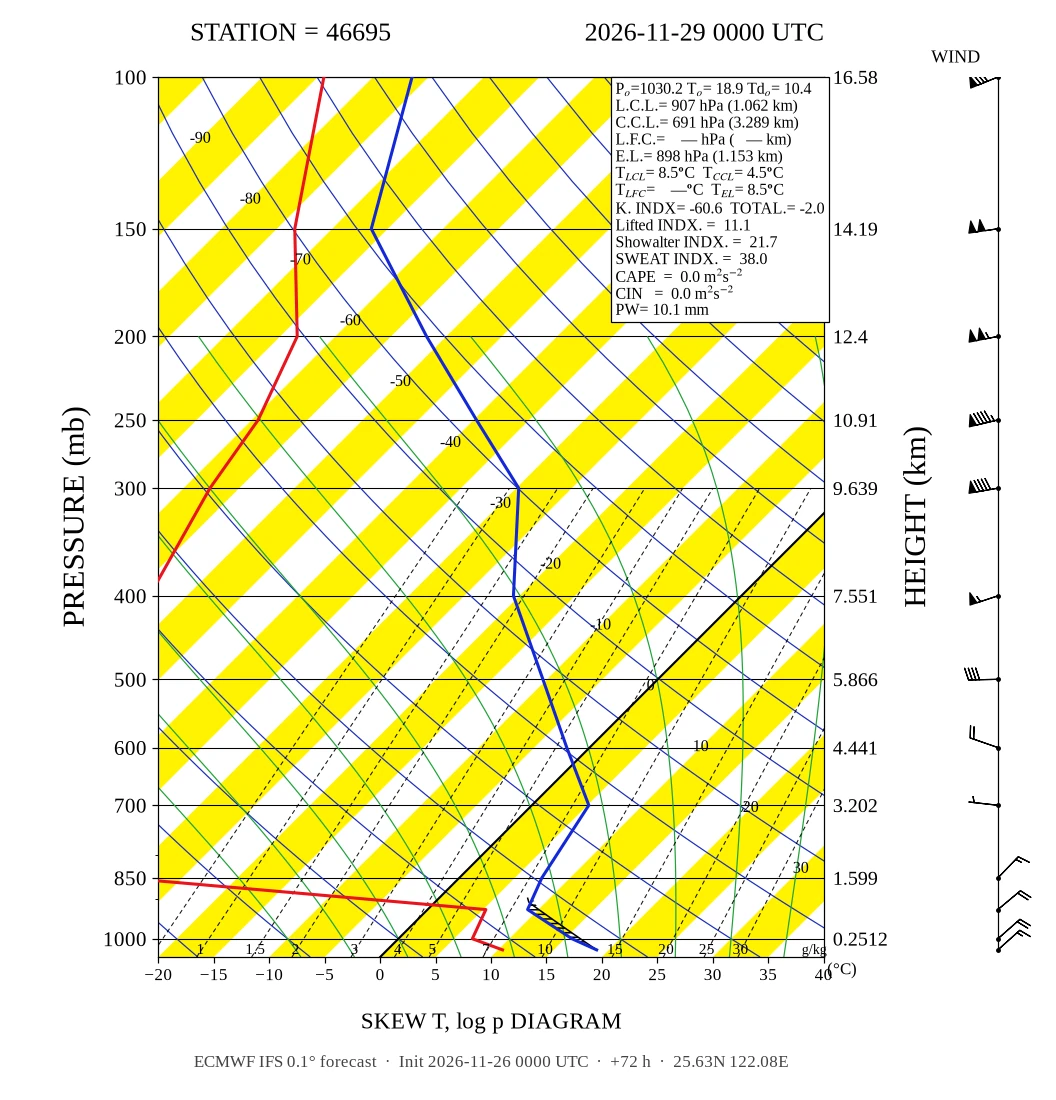 STATION = 46695
2026-11-29 0000 UTC
WIND
P_o=1030.2 T_o= 18.9 Td_o= 10.4
L.C.L.= 907 hPa (1.062 km)
C.C.L.= 691 hPa (3.289 km)
L.F.C.= — hPa ( — km)
E.L.= 898 hPa (1.153 km)
T_LCL= 8.5°C T_CCL= 4.5°C
T_LFC= —°C T_EL= 8.5°C
K. INDX= -60.6 TOTAL.= -2.0
Lifted INDX. = 11.1
Showalter INDX. = 21.7
SWEAT INDX. = 38.0
CAPE = 0.0 m²s⁻²
CIN = 0.0 m²s⁻²
PW= 10.1 mm
100
150
200
250
300
400
500
600
700
850
1000
PRESSURE (mb)
16.58
14.19
12.4
10.91
9.639
7.551
5.866
4.441
3.202
1.599
0.2512
HEIGHT (km)
-90
-80
-70
-60
-50
-40
-30
-20
-10
0
10
20
30
1 1.5 2 3 4 5 7 10 15 20 25 30 g/kg
−20 −15 −10 −5 0 5 10 15 20 25 30 35 40 (°C)
SKEW T, log p DIAGRAM
ECMWF IFS 0.1° forecast · Init 2026-11-26 0000 UTC · +72 h · 25.63N 122.08E